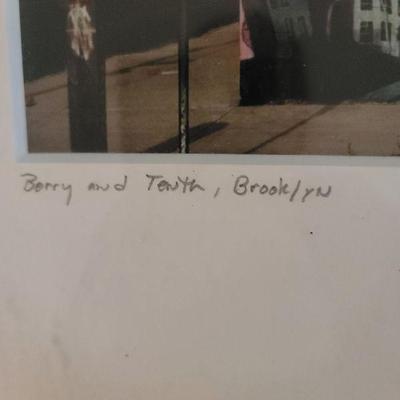 Berry and Tenth, Brooklyn